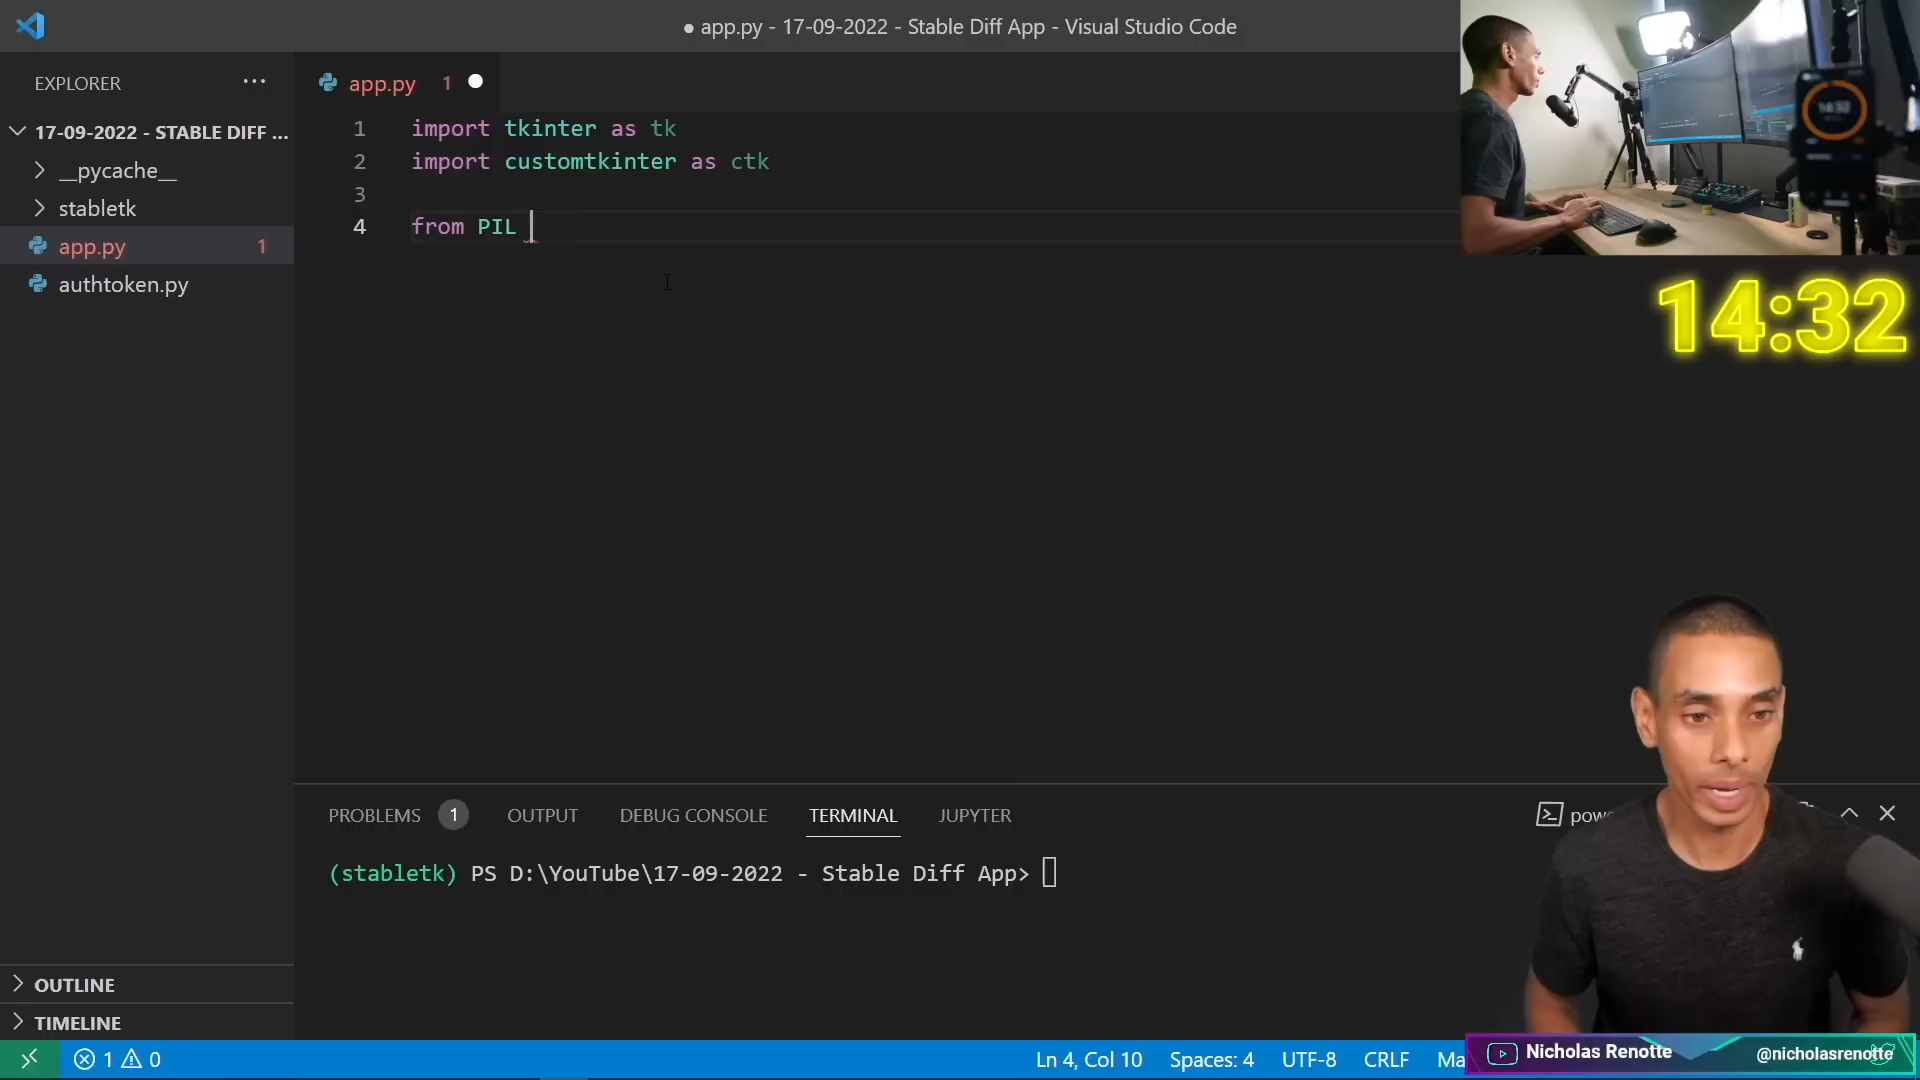 ● app.py - 17-09-2022 - Stable Diff App - Visual Studio Code
EXPLORER ···
17-09-2022 - STABLE DIFF ...
__pycache__
stabletk
app.py 1
authtoken.py
OUTLINE
TIMELINE
app.py 1
1 import tkinter as tk
2 import customtkinter as ctk
3
4 from PIL
14:32
PROBLEMS 1 OUTPUT DEBUG CONSOLE TERMINAL JUPYTER
(stabletk) PS D:\YouTube\17-09-2022 - Stable Diff App>
1 0
Ln 4, Col 10 Spaces: 4 UTF-8 CRLF
Nicholas Renotte @nicholasrenotte